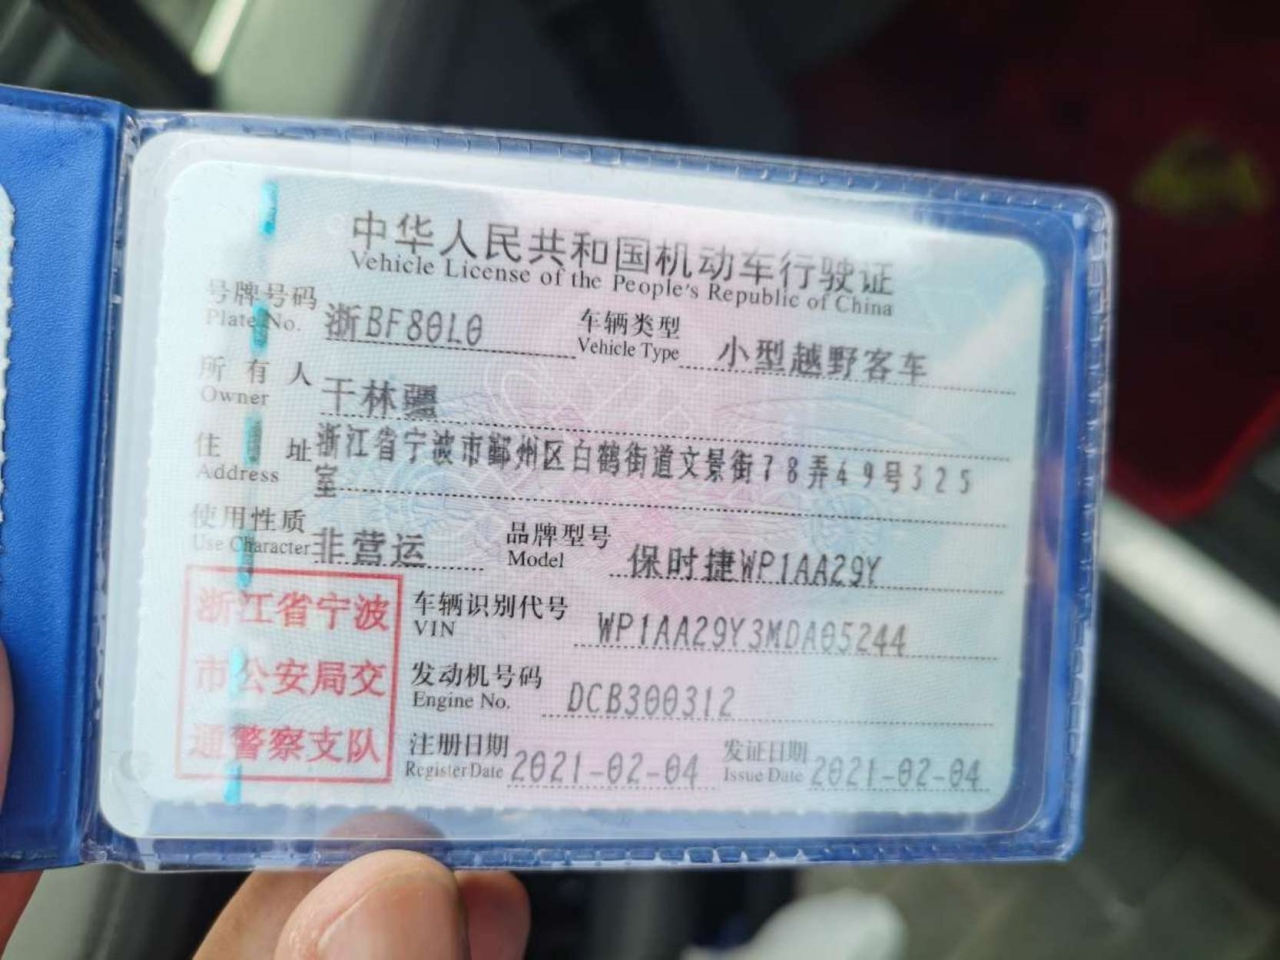 中华人民共和国机动车行驶证
Vehicle License of the People's Republic of China
号牌号码 浙BF80L0 车辆类型 小型越野客车
Plate No. Vehicle Type
所有人 干林疆
Owner
住址 浙江省宁波市鄞州区白鹤街道文景街78弄49号325
Address 室
使用性质 非营运 品牌型号 保时捷WP1AA29Y
Use Character Model
浙江省宁波
市公安局交
通警察支队
车辆识别代号 WP1AA29Y3MDA05244
VIN
发动机号码 DCB300312
Engine No.
注册日期 2021-02-04 发证日期 2021-02-04
Register Date Issue Date